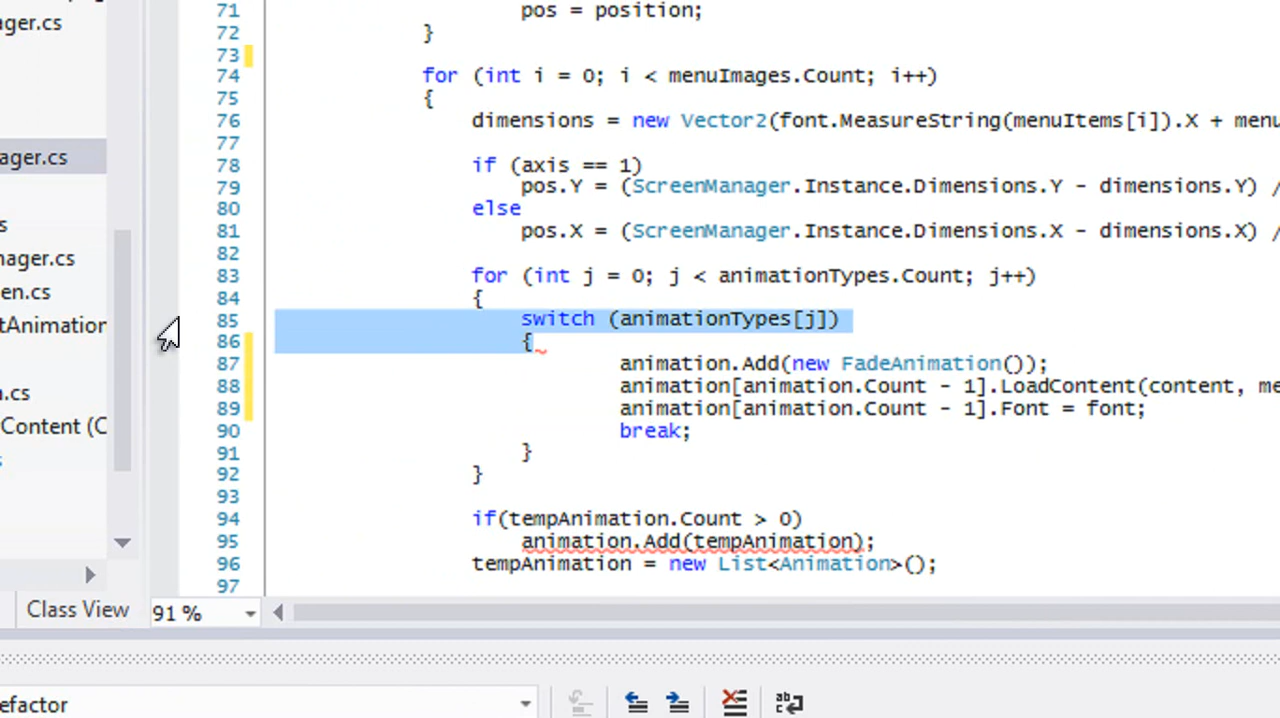 71 pos = position;
ager.cs
72 }
73
74 for (int i = 0; i < menuImages.Count; i++)
75 {
76 dimensions = new Vector2(font.MeasureString(menuItems[i]).X + menu
77
ager.cs
78 if (axis == 1)
79 pos.Y = (ScreenManager.Instance.Dimensions.Y - dimensions.Y) /
80 else
s
81 pos.X = (ScreenManager.Instance.Dimensions.X - dimensions.X) /
82
nager.cs
83 for (int j = 0; j < animationTypes.Count; j++)
en.cs
84 {
tAnimation
85 switch (animationTypes[j])
86 {
87 animation.Add(new FadeAnimation());
88 animation[animation.Count - 1].LoadContent(content, me
n.cs
89 animation[animation.Count - 1].Font = font;
Content (C
90 break;
91 }
s
92 }
93
94 if(tempAnimation.Count > 0)
95 animation.Add(tempAnimation);
96 tempAnimation = new List<Animation>();
97
Class View
91 %
efactor